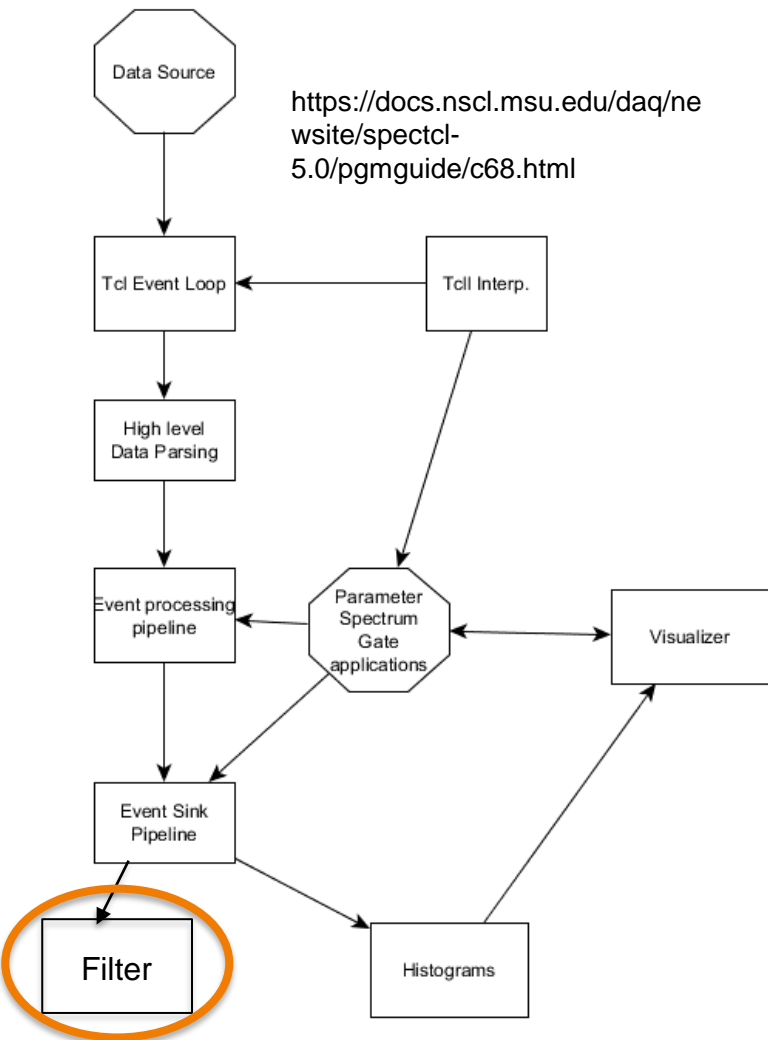 Data Source
https://docs.nscl.msu.edu/daq/ne
wsite/spectcl-
5.0/pgmguide/c68.html
Tcl Event Loop
Tcll Interp.
High level
Data Parsing
Event processing
pipeline
Parameter
Spectrum
Gate
applications
Visualizer
Event Sink
Pipeline
Filter
Histograms